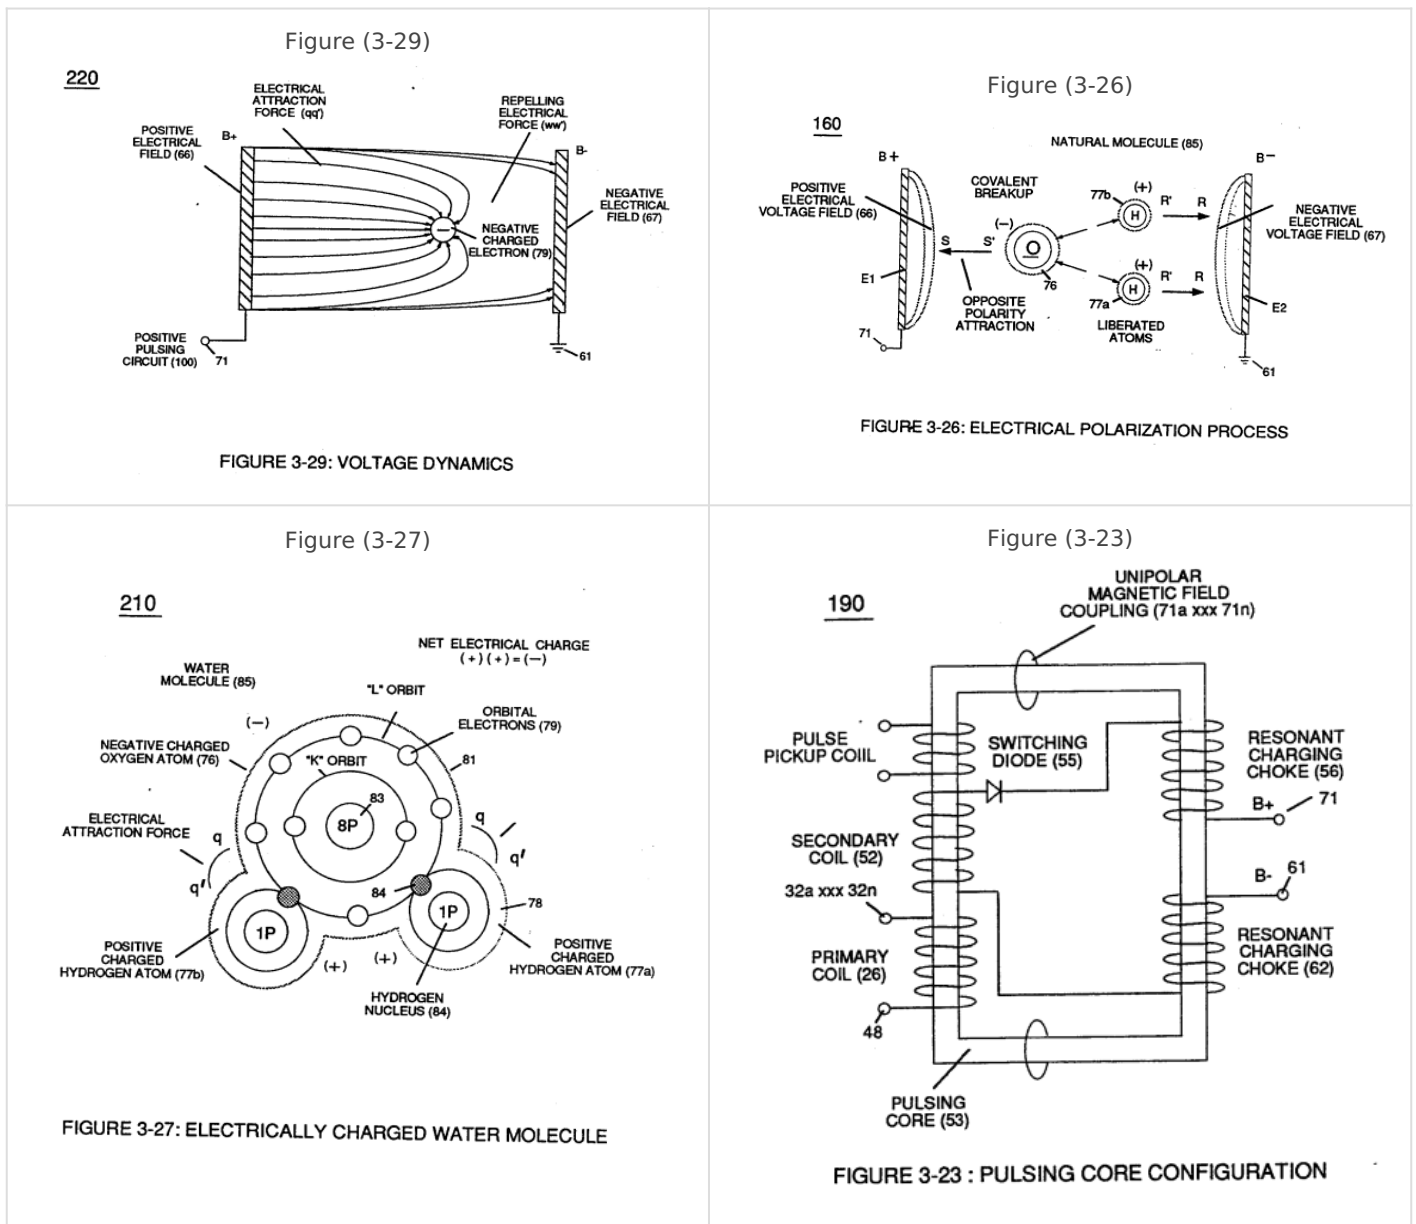 Figure (3-29)
220
ELECTRICAL
ATTRACTION
FORCE (qq')
REPELLING
ELECTRICAL
FORCE (ww')
POSITIVE
ELECTRICAL
FIELD (66)
B+
B-
NEGATIVE
ELECTRICAL
FIELD (67)
NEGATIVE
CHARGED
ELECTRON (79)
POSITIVE
PULSING
CIRCUIT (100)
71
61
FIGURE 3-29: VOLTAGE DYNAMICS
Figure (3-26)
160
NATURAL MOLECULE (85)
B+
B-
POSITIVE
ELECTRICAL
VOLTAGE FIELD (66)
COVALENT
BREAKUP
77b
(+)
H
R'
R
NEGATIVE
ELECTRICAL
VOLTAGE FIELD (67)
(-)
S
S'
O
76
E1
OPPOSITE
POLARITY
ATTRACTION
(+)
H
R'
R
77a
LIBERATED
ATOMS
E2
71
61
FIGURE 3-26: ELECTRICAL POLARIZATION PROCESS
Figure (3-27)
210
NET ELECTRICAL CHARGE
(+) (+) = (-)
WATER
MOLECULE (85)
"L" ORBIT
(-)
ORBITAL
ELECTRONS (79)
NEGATIVE CHARGED
OXYGEN ATOM (76)
"K" ORBIT
81
83
8P
ELECTRICAL
ATTRACTION FORCE
q
q'
q
q'
84
78
1P
1P
POSITIVE
CHARGED
HYDROGEN ATOM (77b)
(+)
(+)
POSITIVE
CHARGED
HYDROGEN ATOM (77a)
HYDROGEN
NUCLEUS (84)
FIGURE 3-27: ELECTRICALLY CHARGED WATER MOLECULE
Figure (3-23)
190
UNIPOLAR
MAGNETIC FIELD
COUPLING (71a xxx 71n)
PULSE
PICKUP COIIL
SWITCHING
DIODE (55)
RESONANT
CHARGING
CHOKE (56)
B+
71
SECONDARY
COIL (52)
B-
61
32a xxx 32n
PRIMARY
COIL (26)
RESONANT
CHARGING
CHOKE (62)
48
PULSING
CORE (53)
FIGURE 3-23 : PULSING CORE CONFIGURATION